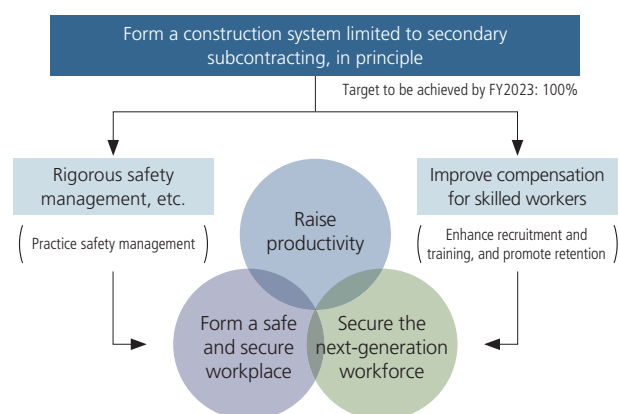 Form a construction system limited to secondary
subcontracting, in principle
Target to be achieved by FY2023: 100%
Rigorous safety
management, etc.
Practice safety management
Improve compensation
for skilled workers
Enhance recruitment and
training, and promote retention
Raise
productivity
Form a safe
and secure
workplace
Secure the
next-generation
workforce